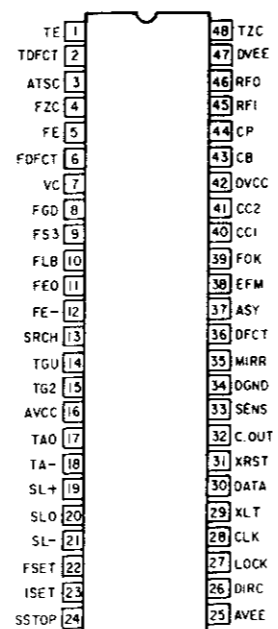 TE 1 48 TZC
TDFCT 2 47 DVEE
ATSC 3 46 RFO
FZC 4 45 RFI
FE 5 44 CP
FDFCT 6 43 CB
VC 7 42 DVCC
FGD 8 41 CC2
FS3 9 40 CC1
FLB 10 39 FOK
FEO 11 38 EFM
FE- 12 37 ASY
SRCH 13 36 DFCT
TGU 14 35 MIRR
TG2 15 34 DGND
AVCC 16 33 SENS
TAO 17 32 C.OUT
TA- 18 31 XRST
SL+ 19 30 DATA
SLO 20 29 XLT
SL- 21 28 CLK
FSET 22 27 LOCK
ISET 23 26 DIRC
SSTOP 24 25 AVEE